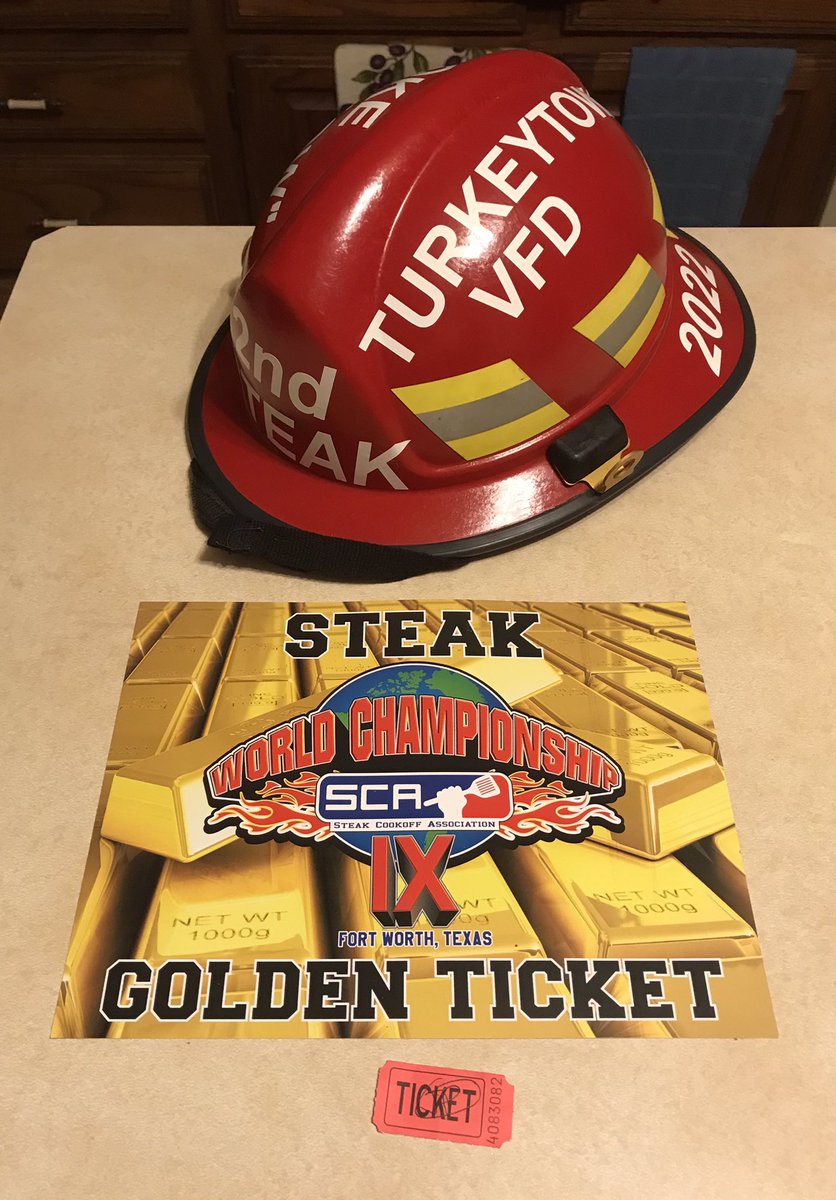 TURKEYTOWN
VFD
2022
2nd
STEAK
STEAK
WORLD CHAMPIONSHIP
SCA
STEAK COOKOFF ASSOCIATION
IX
FORT WORTH, TEXAS
NET WT
1000g
NET WT
1000g
GOLDEN TICKET
TICKET
4083082